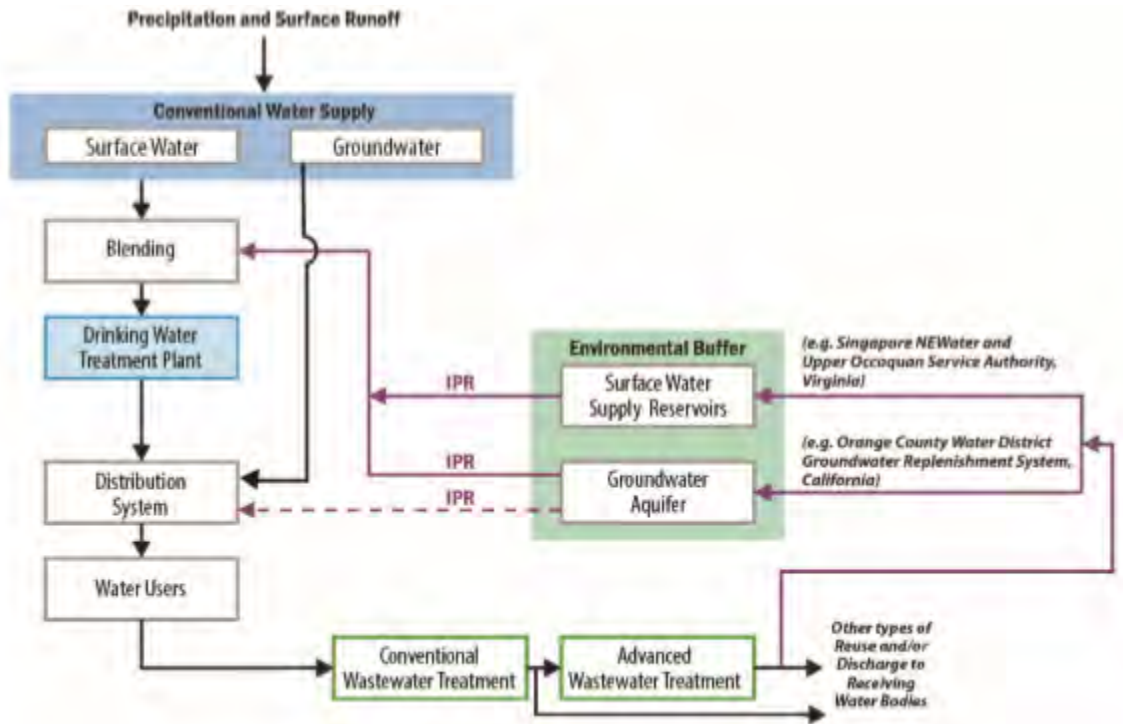 Precipitation and Surface Runoff
Conventional Water Supply
Surface Water
Groundwater
Blending
Drinking Water
Treatment Plant
Environmental Buffer
(e.g. Singapore NEWater and
Upper Occoquan Service Authority,
Virginia)
IPR
Surface Water
Supply Reservoirs
(e.g. Orange County Water District
Groundwater Replenishment System,
California)
IPR
Groundwater
Aquifer
Distribution
System
IPR
Water Users
Conventional
Wastewater Treatment
Advanced
Wastewater Treatment
Other types of
Reuse and/or
Discharge to
Receiving
Water Bodies